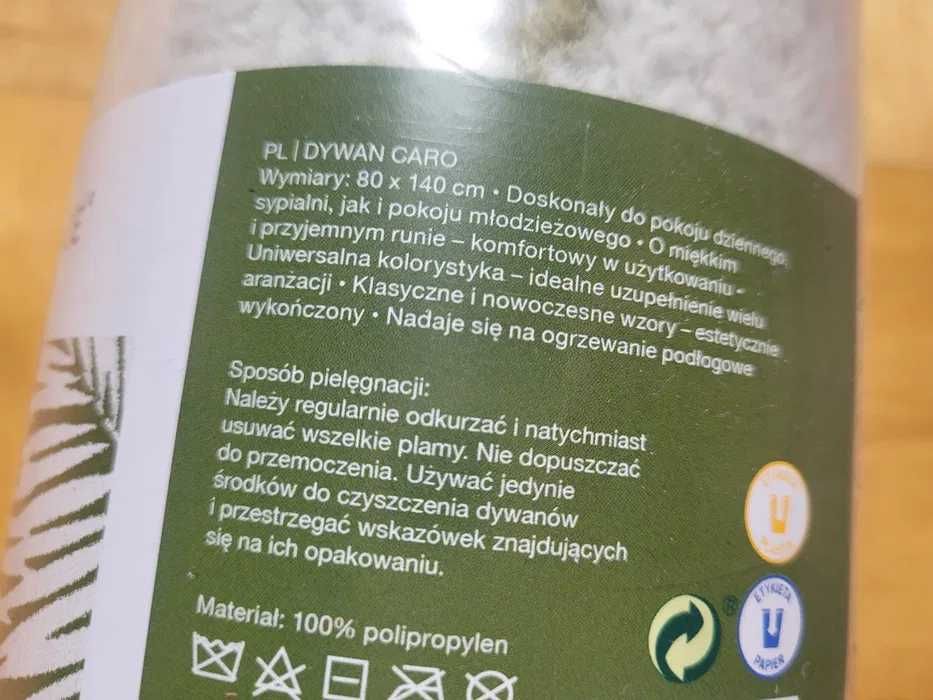 PL | DYWAN CARO
Wymiary: 80 x 140 cm • Doskonały do pokoju dziennego,
sypialni, jak i pokoju młodzieżowego • O miękkim
i przyjemnym runie – komfortowy w użytkowaniu •
Uniwersalna kolorystyka – idealne uzupełnienie wielu
aranżacji • Klasyczne i nowoczesne wzory – estetycznie
wykończony • Nadaje się na ogrzewanie podłogowe
Sposób pielęgnacji:
Należy regularnie odkurzać i natychmiast
usuwać wszelkie plamy. Nie dopuszczać
do przemoczenia. Używać jedynie
środków do czyszczenia dywanów
i przestrzegać wskazówek znajdujących
się na ich opakowaniu.
Materiał: 100% polipropylen
®
ETYKIETA
PAPIER